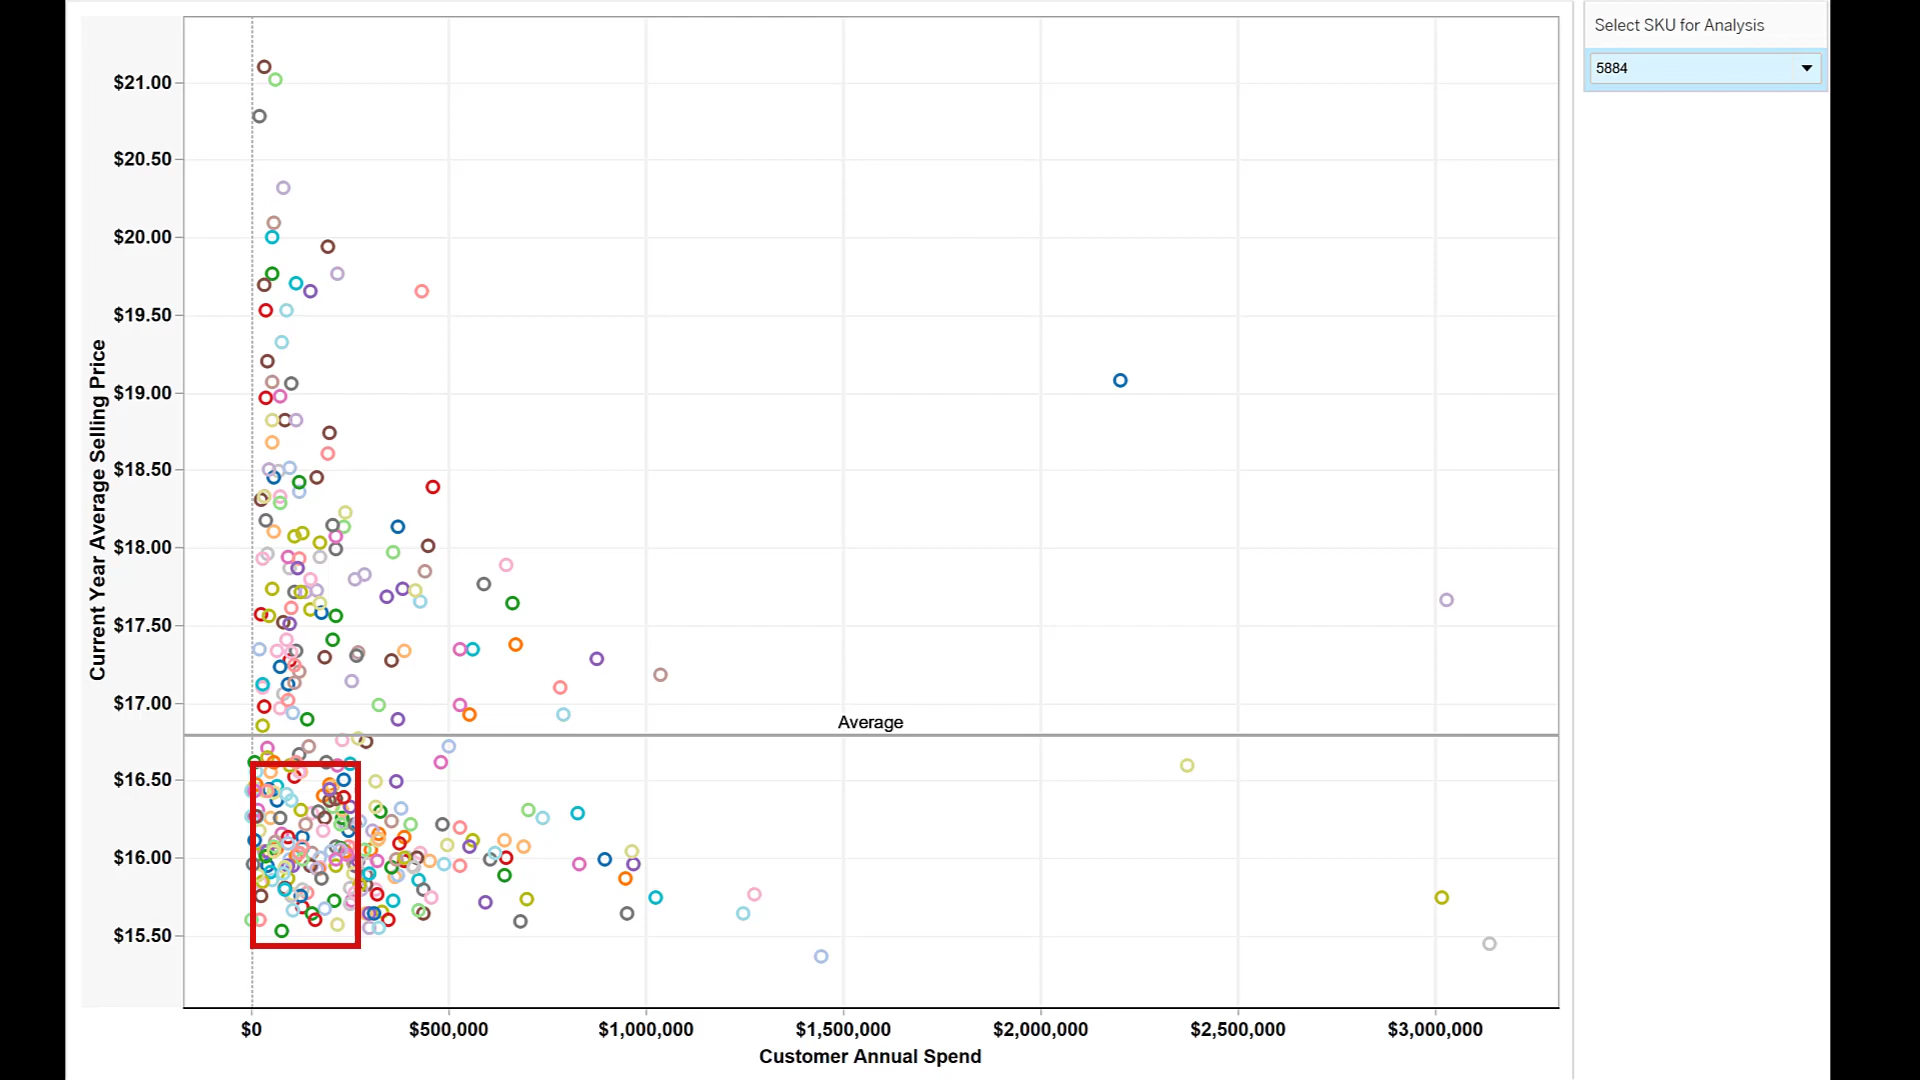 Select SKU for Analysis
5884
Current Year Average Selling Price
$21.00
$20.50
$20.00
$19.50
$19.00
$18.50
$18.00
$17.50
$17.00
$16.50
$16.00
$15.50
Average
$0 $500,000 $1,000,000 $1,500,000 $2,000,000 $2,500,000 $3,000,000
Customer Annual Spend